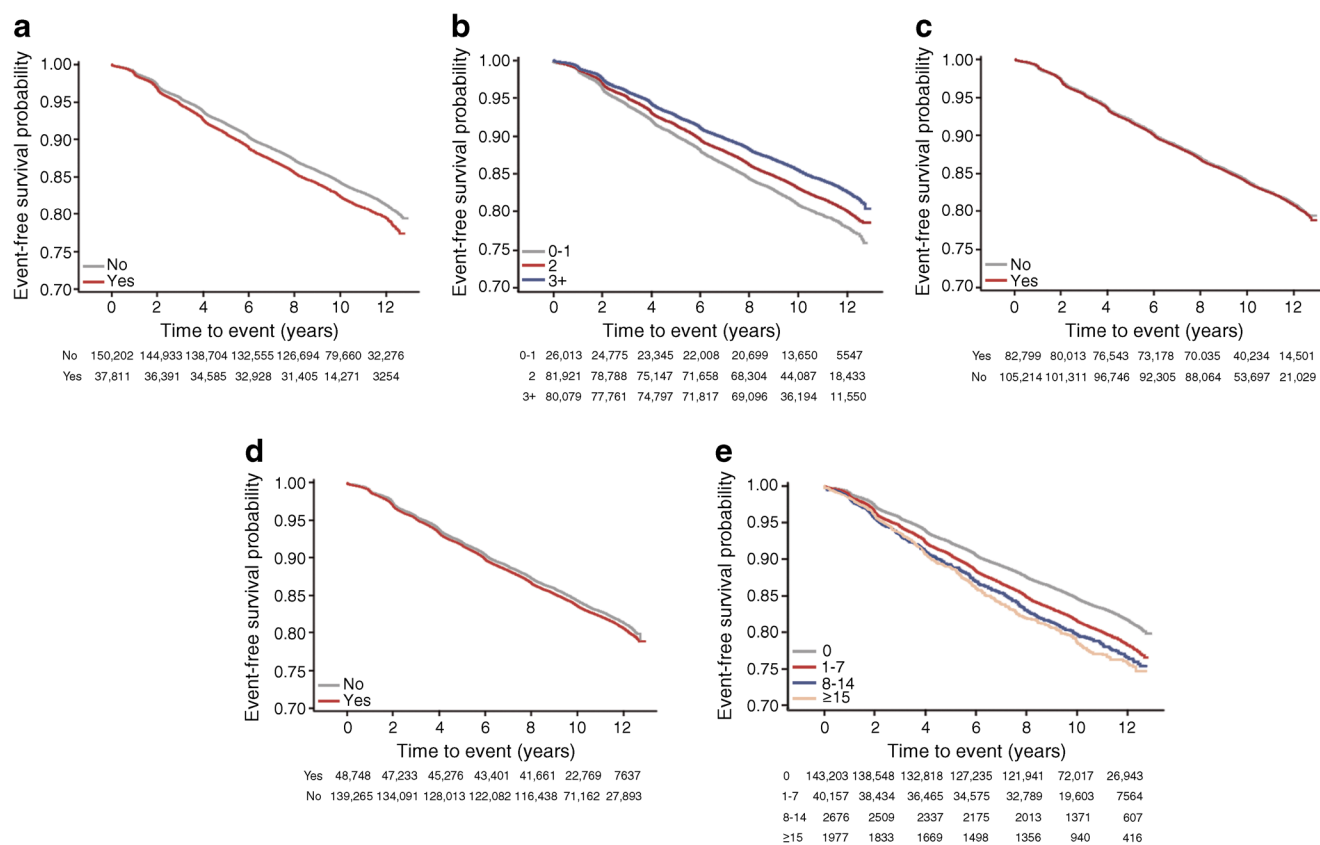 a
Event-free survival probability
1.00
0.95
0.90
0.85
0.80
0.75
0.70
No
Yes
0 2 4 6 8 10 12
Time to event (years)
No 150,202 144,933 138,704 132,555 126,694 79,660 32,276
Yes 37,811 36,391 34,585 32,928 31,405 14,271 3254
b
Event-free survival probability
1.00
0.95
0.90
0.85
0.80
0.75
0.70
0-1
2
3+
0 2 4 6 8 10 12
Time to event (years)
0-1 26,013 24,775 23,345 22,008 20,699 13,650 5547
2 81,921 78,788 75,147 71,658 68,304 44,087 18,433
3+ 80,079 77,761 74,797 71,817 69,096 36,194 11,550
c
Event-free survival probability
1.00
0.95
0.90
0.85
0.80
0.75
0.70
No
Yes
0 2 4 6 8 10 12
Time to event (years)
Yes 82,799 80,013 76,543 73,178 70.035 40,234 14,501
No 105,214 101,311 96,746 92,305 88,064 53,697 21,029
d
Event-free survival probability
1.00
0.95
0.90
0.85
0.80
0.75
0.70
No
Yes
0 2 4 6 8 10 12
Time to event (years)
Yes 48,748 47,233 45,276 43,401 41,661 22,769 7637
No 139,265 134,091 128,013 122,082 116,438 71,162 27,893
e
Event-free survival probability
1.00
0.95
0.90
0.85
0.80
0.75
0.70
0
1-7
8-14
≥15
0 2 4 6 8 10 12
Time to event (years)
0 143,203 138,548 132,818 127,235 121,941 72,017 26,943
1-7 40,157 38,434 36,465 34,575 32,789 19,603 7564
8-14 2676 2509 2337 2175 2013 1371 607
≥15 1977 1833 1669 1498 1356 940 416